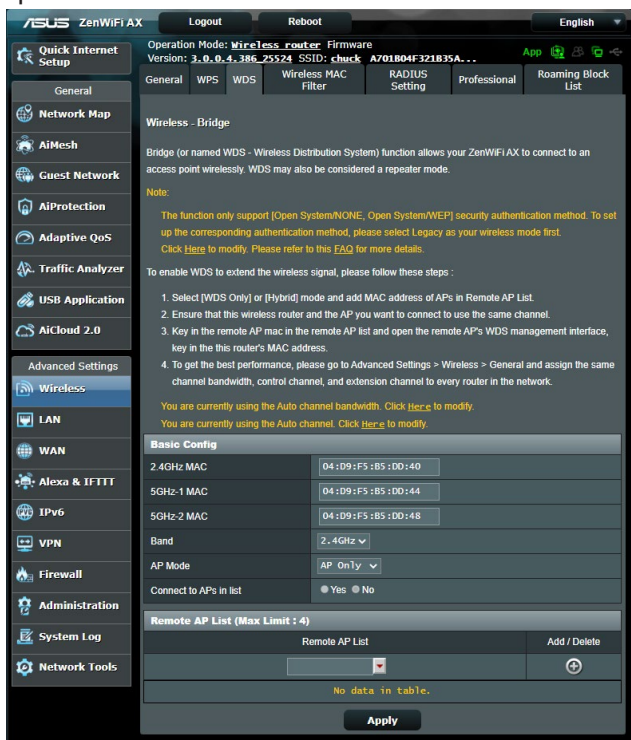 ASUS ZenWiFi AX Logout Reboot English
Quick Internet Setup
General
Network Map
AiMesh
Guest Network
AiProtection
Adaptive QoS
Traffic Analyzer
USB Application
AiCloud 2.0
Advanced Settings
Wireless
LAN
WAN
Alexa & IFTTT
IPv6
VPN
Firewall
Administration
System Log
Network Tools
Operation Mode: Wireless router Firmware
Version: 3.0.0.4.386_25524 SSID: chuck A701B04F321B35A... App
General WPS WDS Wireless MAC Filter RADIUS Setting Professional Roaming Block List
Wireless - Bridge
Bridge (or named WDS - Wireless Distribution System) function allows your ZenWiFi AX to connect to an
access point wirelessly. WDS may also be considered a repeater mode.
Note:
The function only support [Open System/NONE, Open System/WEP] security authentication method. To set
up the corresponding authentication method, please select Legacy as your wireless mode first.
Click Here to modify. Please refer to this FAQ for more details.
To enable WDS to extend the wireless signal, please follow these steps :
1. Select [WDS Only] or [Hybrid] mode and add MAC address of APs in Remote AP List.
2. Ensure that this wireless router and the AP you want to connect to use the same channel.
3. Key in the remote AP mac in the remote AP list and open the remote AP's WDS management interface,
key in the this router's MAC address.
4. To get the best performance, please go to Advanced Settings > Wireless > General and assign the same
channel bandwidth, control channel, and extension channel to every router in the network.
You are currently using the Auto channel bandwidth. Click Here to modify.
You are currently using the Auto channel. Click Here to modify.
Basic Config
2.4GHz MAC 04:D9:F5:B5:DD:40
5GHz-1 MAC 04:D9:F5:B5:DD:44
5GHz-2 MAC 04:D9:F5:B5:DD:48
Band 2.4GHz
AP Mode AP Only
Connect to APs in list Yes No
Remote AP List (Max Limit : 4)
Remote AP List Add / Delete
No data in table.
Apply